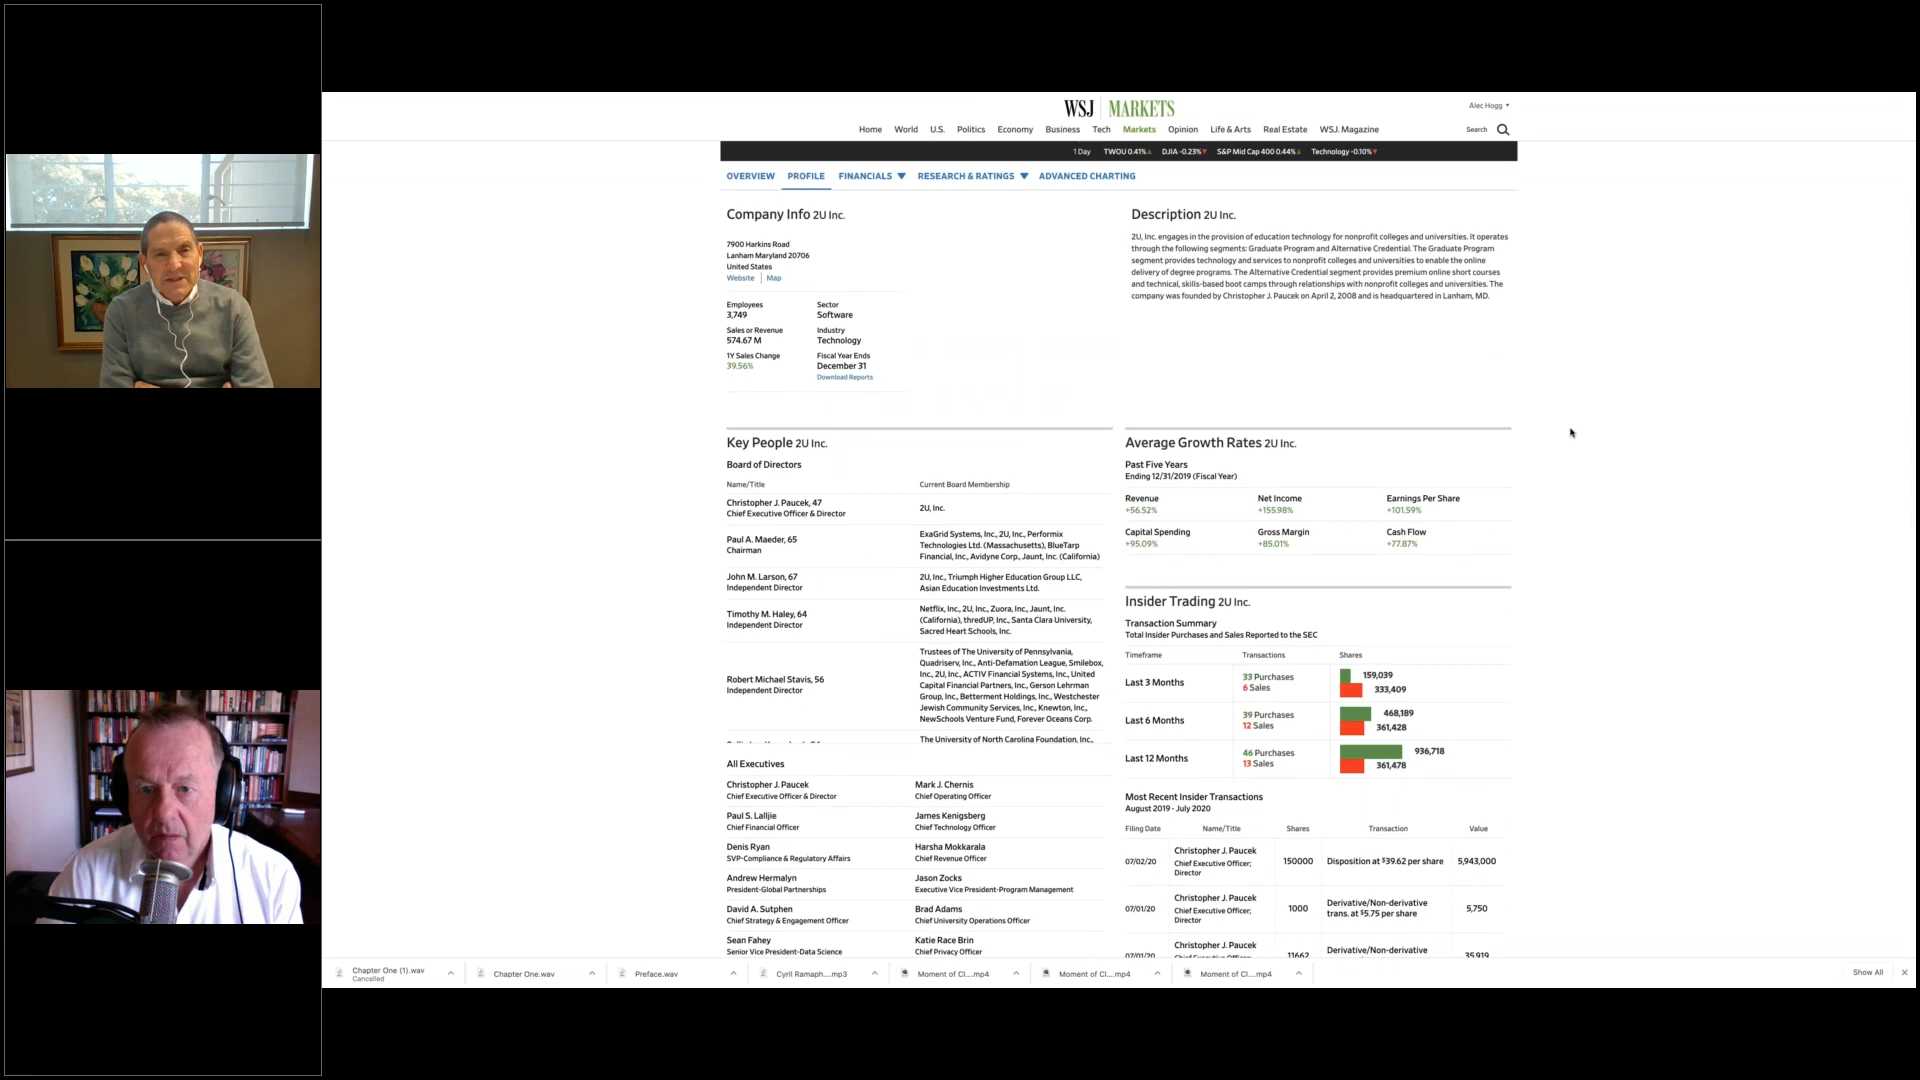 WSJ MARKETS
Alec Hogg
Home World U.S. Politics Economy Business Tech Markets Opinion Life & Arts Real Estate WSJ. Magazine
Search
1 Day TWOU 0.41% DJIA -0.23% S&P Mid Cap 400 0.44% Technology -0.10%
OVERVIEW PROFILE FINANCIALS RESEARCH & RATINGS ADVANCED CHARTING
Company Info 2U Inc.
7900 Harkins Road
Lanham Maryland 20706
United States
Website Map
Employees Sector
3,749 Software
Sales or Revenue Industry
574.67 M Technology
1Y Sales Change Fiscal Year Ends
39.56% December 31
Download Reports
Description 2U Inc.
2U, Inc. engages in the provision of education technology for nonprofit colleges and universities. It operates
through the following segments: Graduate Program and Alternative Credential. The Graduate Program
segment provides technology and services to nonprofit colleges and universities to enable the online
delivery of degree programs. The Alternative Credential segment provides premium online short courses
and technical, skills-based boot camps through relationships with nonprofit colleges and universities. The
company was founded by Christopher J. Paucek on April 2, 2008 and is headquartered in Lanham, MD.
Key People 2U Inc.
Board of Directors
Name/Title Current Board Membership
Christopher J. Paucek, 47
Chief Executive Officer & Director
2U, Inc.
Paul A. Maeder, 65
Chairman
ExaGrid Systems, Inc., 2U, Inc., Performix
Technologies Ltd. (Massachusetts), BlueTarp
Financial, Inc., Avidyne Corp., Jaunt, Inc. (California)
John M. Larson, 67
Independent Director
2U, Inc., Triumph Higher Education Group LLC,
Asian Education Investments Ltd.
Timothy M. Haley, 64
Independent Director
Netflix, Inc., 2U, Inc., Zuora, Inc., Jaunt, Inc.
(California), thredUP, Inc., Santa Clara University,
Sacred Heart Schools, Inc.
Robert Michael Stavis, 56
Independent Director
Trustees of The University of Pennsylvania,
Quadriserv, Inc., Anti-Defamation League, Smilebox,
Inc., 2U, Inc., ACTIV Financial Systems, Inc., United
Capital Financial Partners, Inc., Gerson Lehrman
Group, Inc., Betterment Holdings, Inc., Westchester
Jewish Community Services, Inc., Knewton, Inc.,
NewSchools Venture Fund, Forever Oceans Corp.
The University of North Carolina Foundation, Inc.,
All Executives
Christopher J. Paucek Mark J. Chernis
Chief Executive Officer & Director Chief Operating Officer
Paul S. Lalljie James Kenigsberg
Chief Financial Officer Chief Technology Officer
Denis Ryan Harsha Mokkarala
SVP-Compliance & Regulatory Affairs Chief Revenue Officer
Andrew Hermalyn Jason Zocks
President-Global Partnerships Executive Vice President-Program Management
David A. Sutphen Brad Adams
Chief Strategy & Engagement Officer Chief University Operations Officer
Sean Fahey Katie Race Brin
Senior Vice President-Data Science Chief Privacy Officer
Average Growth Rates 2U Inc.
Past Five Years
Ending 12/31/2019 (Fiscal Year)
Revenue Net Income Earnings Per Share
+56.52% +155.98% +101.59%
Capital Spending Gross Margin Cash Flow
+95.09% +85.01% +77.87%
Insider Trading 2U Inc.
Transaction Summary
Total Insider Purchases and Sales Reported to the SEC
Timeframe Transactions Shares
Last 3 Months
33 Purchases 159,039
6 Sales 333,409
Last 6 Months
39 Purchases 468,189
12 Sales 361,428
Last 12 Months
46 Purchases 936,718
13 Sales 361,478
Most Recent Insider Transactions
August 2019 - July 2020
Filing Date Name/Title Shares Transaction Value
07/02/20 Christopher J. Paucek 150000 Disposition at $39.62 per share 5,943,000
Chief Executive Officer;
Director
07/01/20 Christopher J. Paucek 1000 Derivative/Non-derivative trans. at $5.75 per share 5,750
Chief Executive Officer;
Director
Christopher J. Paucek Derivative/Non-derivative
07/01/20 11662 35,919
Chapter One (1).wav
Cancelled
Chapter One.wav
Preface.wav
Cyril Ramaph....mp3
Moment of Cl....mp4
Moment of Cl....mp4
Moment of Cl....mp4
Show All